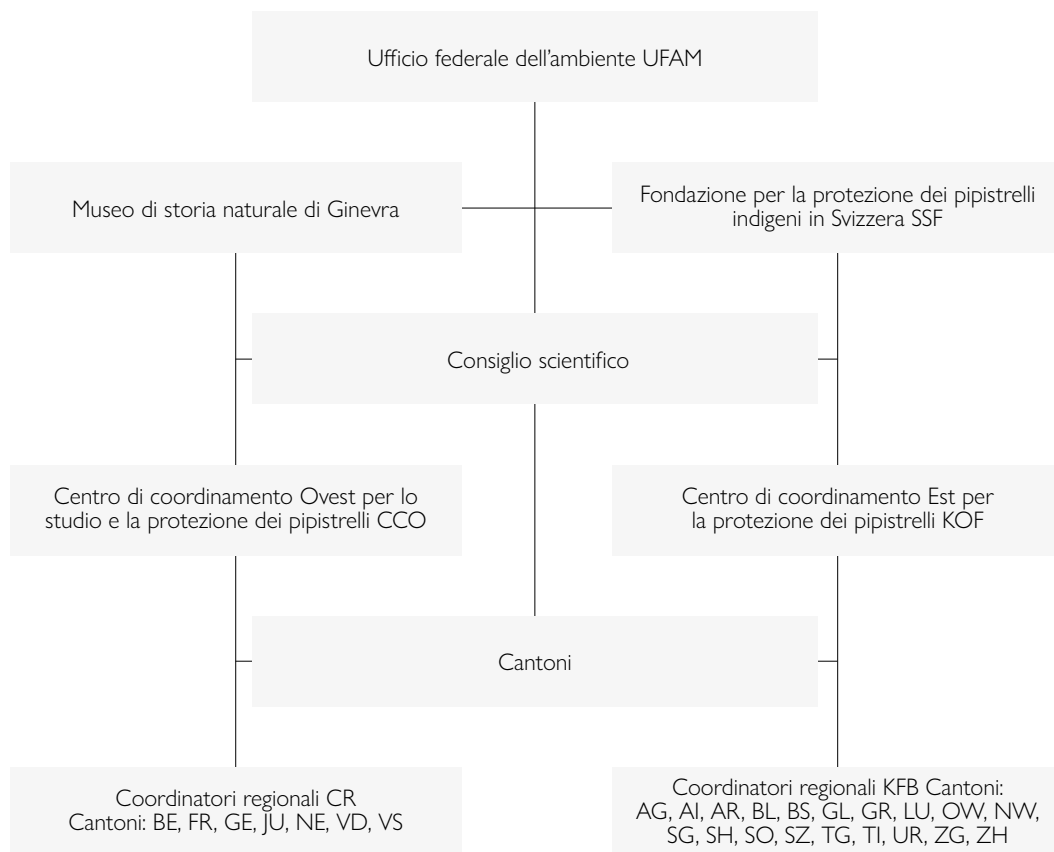 Ufficio federale dell’ambiente UFAM
Museo di storia naturale di Ginevra
Fondazione per la protezione dei pipistrelli
indigeni in Svizzera SSF
Consiglio scientifico
Centro di coordinamento Ovest per lo
studio e la protezione dei pipistrelli CCO
Centro di coordinamento Est per
la protezione dei pipistrelli KOF
Cantoni
Coordinatori regionali CR
Cantoni: BE, FR, GE, JU, NE, VD, VS
Coordinatori regionali KFB Cantoni:
AG, AI, AR, BL, BS, GL, GR, LU, OW, NW,
SG, SH, SO, SZ, TG, TI, UR, ZG, ZH